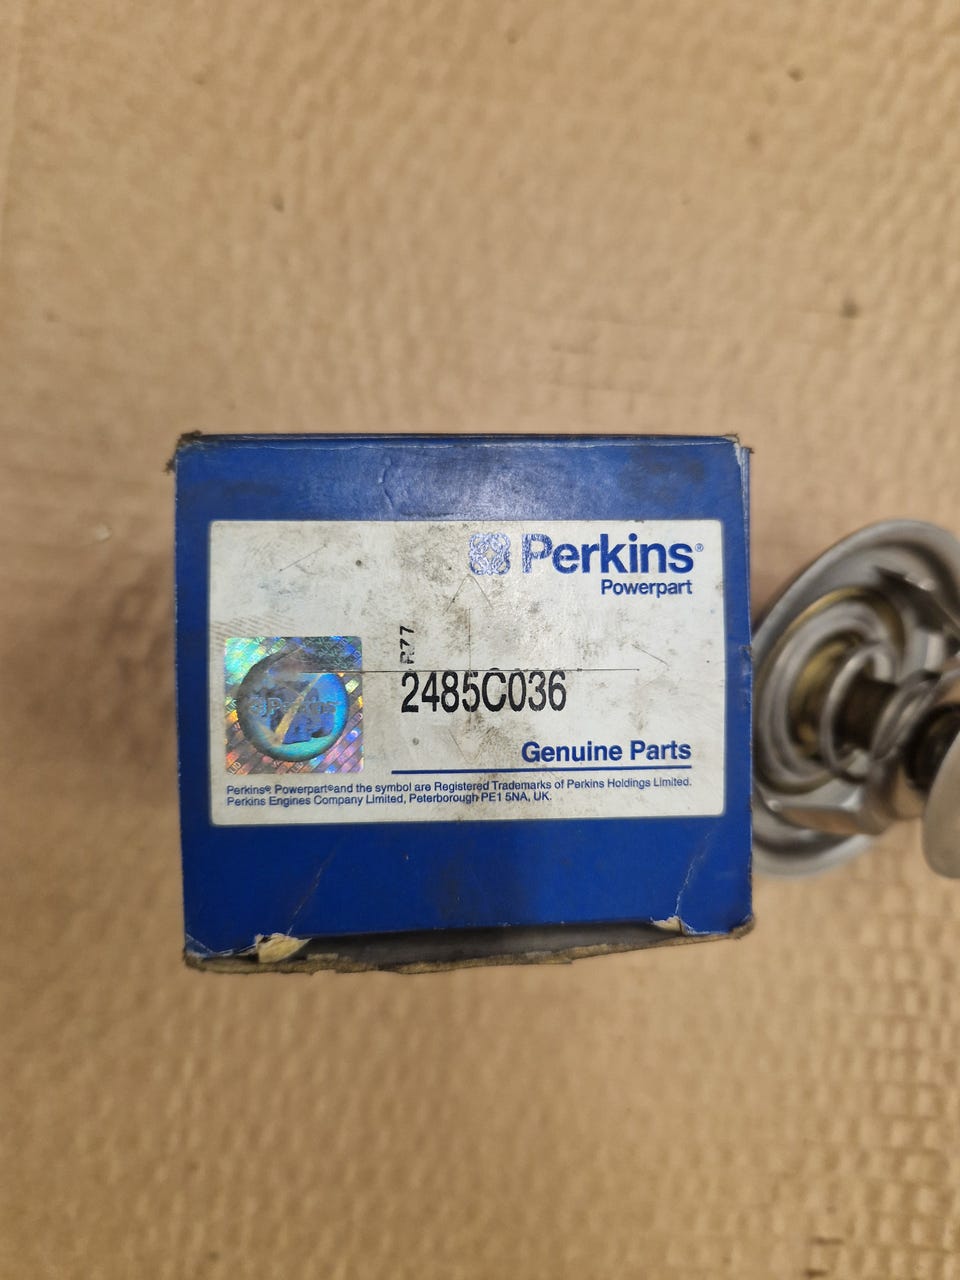 Perkins®
Powerpart
R77
2485C036
Perkins
Genuine Parts
Perkins® Powerpart® and the symbol are Registered Trademarks of Perkins Holdings Limited.
Perkins Engines Company Limited, Peterborough PE1 5NA, UK.